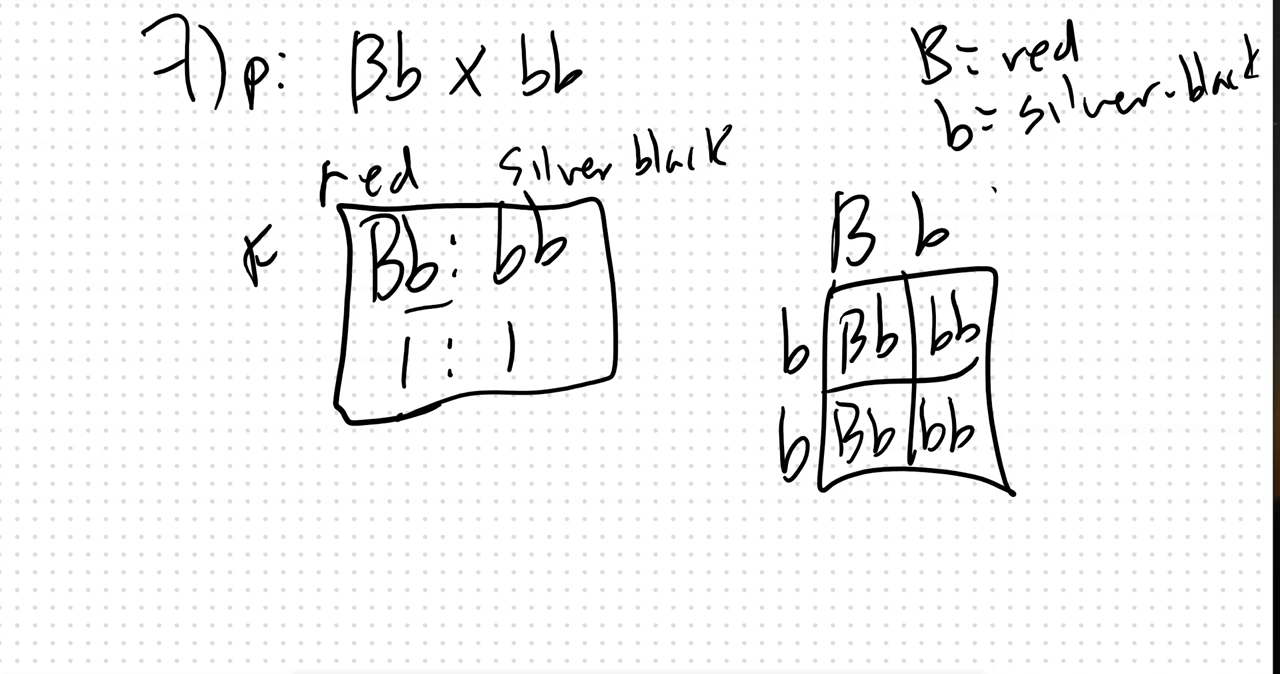 7) p: Bb x bb
B = red
b = silver-black
red silver black
Bb : bb
1 : 1
B b
b Bb bb
b Bb bb